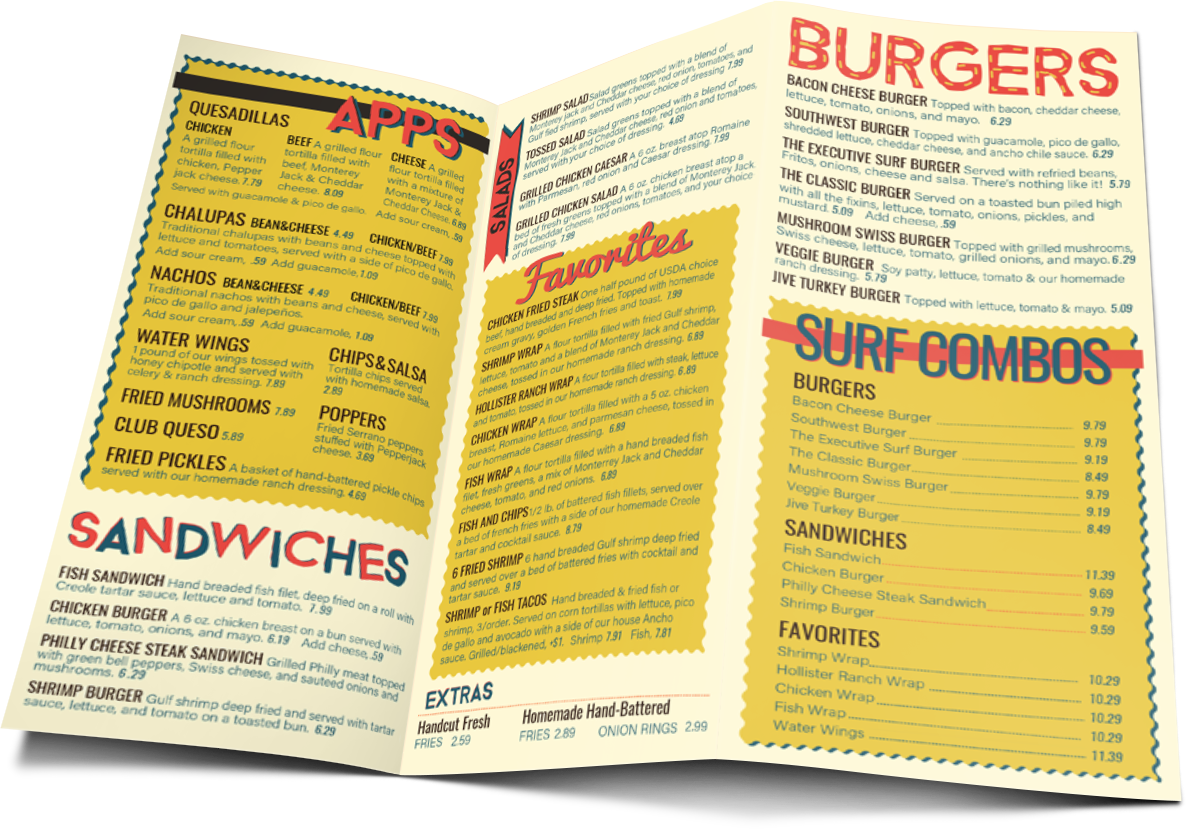 APPS
QUESADILLAS
CHICKEN
A grilled flour
tortilla filled with
chicken, Pepper
jack cheese. 7.79
BEEF A grilled flour
tortilla filled with
beef, Monterey
Jack & Cheddar
cheese. 8.09
CHEESE A grilled
flour tortilla filled
with a mixture of
Monterey Jack &
Cheddar Cheese. 6.89
Add sour cream, .59
Served with guacamole & pico de gallo.
CHALUPAS BEAN&CHEESE 4.49 CHICKEN/BEEF 7.99
Traditional chalupas with beans and cheese topped with
lettuce and tomatoes, served with a side of pico de gallo.
Add sour cream, .59 Add guacamole, 1.09
NACHOS BEAN&CHEESE 4.49 CHICKEN/BEEF 7.99
Traditional nachos with beans and cheese, served with
pico de gallo and jalepeños.
Add sour cream, .59 Add guacamole, 1.09
WATER WINGS
1 pound of our wings tossed with
honey chipotle and served with
celery & ranch dressing. 7.89
CHIPS&SALSA
Tortilla chips served
with homemade salsa.
2.89
FRIED MUSHROOMS 7.89
CLUB QUESO 5.89
POPPERS
Fried Serrano peppers
stuffed with Pepperjack
cheese. 3.69
FRIED PICKLES A basket of hand-battered pickle chips
served with our homemade ranch dressing. 4.69
SANDWICHES
FISH SANDWICH Hand breaded fish filet, deep fried on a roll with
Creole tartar sauce, lettuce and tomato. 7.99
CHICKEN BURGER A 6 oz. chicken breast on a bun served with
lettuce, tomato, onions, and mayo. 6.19 Add cheese, .59
PHILLY CHEESE STEAK SANDWICH Grilled Philly meat topped
with green bell peppers, Swiss cheese, and sauteed onions and
mushrooms. 6.29
SHRIMP BURGER Gulf shrimp deep fried and served with tartar
sauce, lettuce, and tomato on a toasted bun. 6.29
SALADS
SHRIMP SALAD Salad greens topped with a blend of
Monterey jack and Cheddar cheese, red onion, tomatoes, and
Gulf fied shrimp, served with your choice of dressing 7.99
TOSSED SALAD Salad greens topped with a blend of
Monterey Jack and Cheddar cheese, red onion and tomatoes,
served with your choice of dressing. 4.69
GRILLED CHICKEN CAESAR A 6 oz. breast atop Romaine
with Parmesan, red onion and Caesar dressing. 7.99
GRILLED CHICKEN SALAD A 6 oz. chicken breast atop a
bed of fresh greens topped with a blend of Monterey Jack
and Cheddar cheese, red onions, tomatoes, and your choice
of dressing. 7.99
Favorites
CHICKEN FRIED STEAK One half pound of USDA choice
beef, hand breaded and deep fried. Topped with homemade
cream gravy, golden French fries and toast. 7.99
SHRIMP WRAP A flour tortilla filled with fried Gulf shrimp,
lettuce, tomato and a blend of Monterey Jack and Cheddar
cheese, tossed in our homemade ranch dressing. 6.89
HOLLISTER RANCH WRAP A flour tortilla filled with steak, lettuce
and tomato, tossed in our homemade ranch dressing. 6.89
CHICKEN WRAP A flour tortilla filled with a 5 oz. chicken
breast, Romaine lettuce, and parmesan cheese, tossed in
our homemade Caesar dressing. 6.89
FISH WRAP A flour tortilla filled with a hand breaded fish
filet, fresh greens, a mix of Monterrey Jack and Cheddar
cheese, tomato, and red onions. 6.89
FISH AND CHIPS 1/2 lb. of battered fish fillets, served over
a bed of french fries with a side of our homemade Creole
tartar and cocktail sauce. 8.79
6 FRIED SHRIMP 6 hand breaded Gulf shrimp deep fried
and served over a bed of battered fries with cocktail and
tartar sauce. 9.19
SHRIMP or FISH TACOS Hand breaded & fried fish or
shrimp, 3/order. Served on corn tortillas with lettuce, pico
de gallo and avocado with a side of our house Ancho
sauce. Grilled/blackened, +$1. Shrimp 7.91 Fish, 7.81
EXTRAS
Handcut Fresh
FRIES 2.59
Homemade Hand-Battered
FRIES 2.89 ONION RINGS 2.99
BURGERS
BACON CHEESE BURGER Topped with bacon, cheddar cheese,
lettuce, tomato, onions, and mayo. 6.29
SOUTHWEST BURGER Topped with guacamole, pico de gallo,
shredded lettuce, cheddar cheese, and ancho chile sauce. 6.29
THE EXECUTIVE SURF BURGER Served with refried beans,
Fritos, onions, cheese and salsa. There's nothing like it! 5.79
THE CLASSIC BURGER Served on a toasted bun piled high
with all the fixins, lettuce, tomato, onions, pickles, and
mustard. 5.09 Add cheese, .59
MUSHROOM SWISS BURGER Topped with grilled mushrooms,
Swiss cheese, lettuce, tomato, grilled onions, and mayo. 6.29
VEGGIE BURGER Soy patty, lettuce, tomato & our homemade
ranch dressing. 5.79
JIVE TURKEY BURGER Topped with lettuce, tomato & mayo. 5.09
SURF COMBOS
BURGERS
Bacon Cheese Burger 9.79
Southwest Burger 9.79
The Executive Surf Burger 9.19
The Classic Burger 8.49
Mushroom Swiss Burger 9.79
Veggie Burger 9.19
Jive Turkey Burger 8.49
SANDWICHES
Fish Sandwich 11.39
Chicken Burger 9.69
Philly Cheese Steak Sandwich 9.79
Shrimp Burger 9.59
FAVORITES
Shrimp Wrap 10.29
Hollister Ranch Wrap 10.29
Chicken Wrap 10.29
Fish Wrap 10.29
Water Wings 11.39